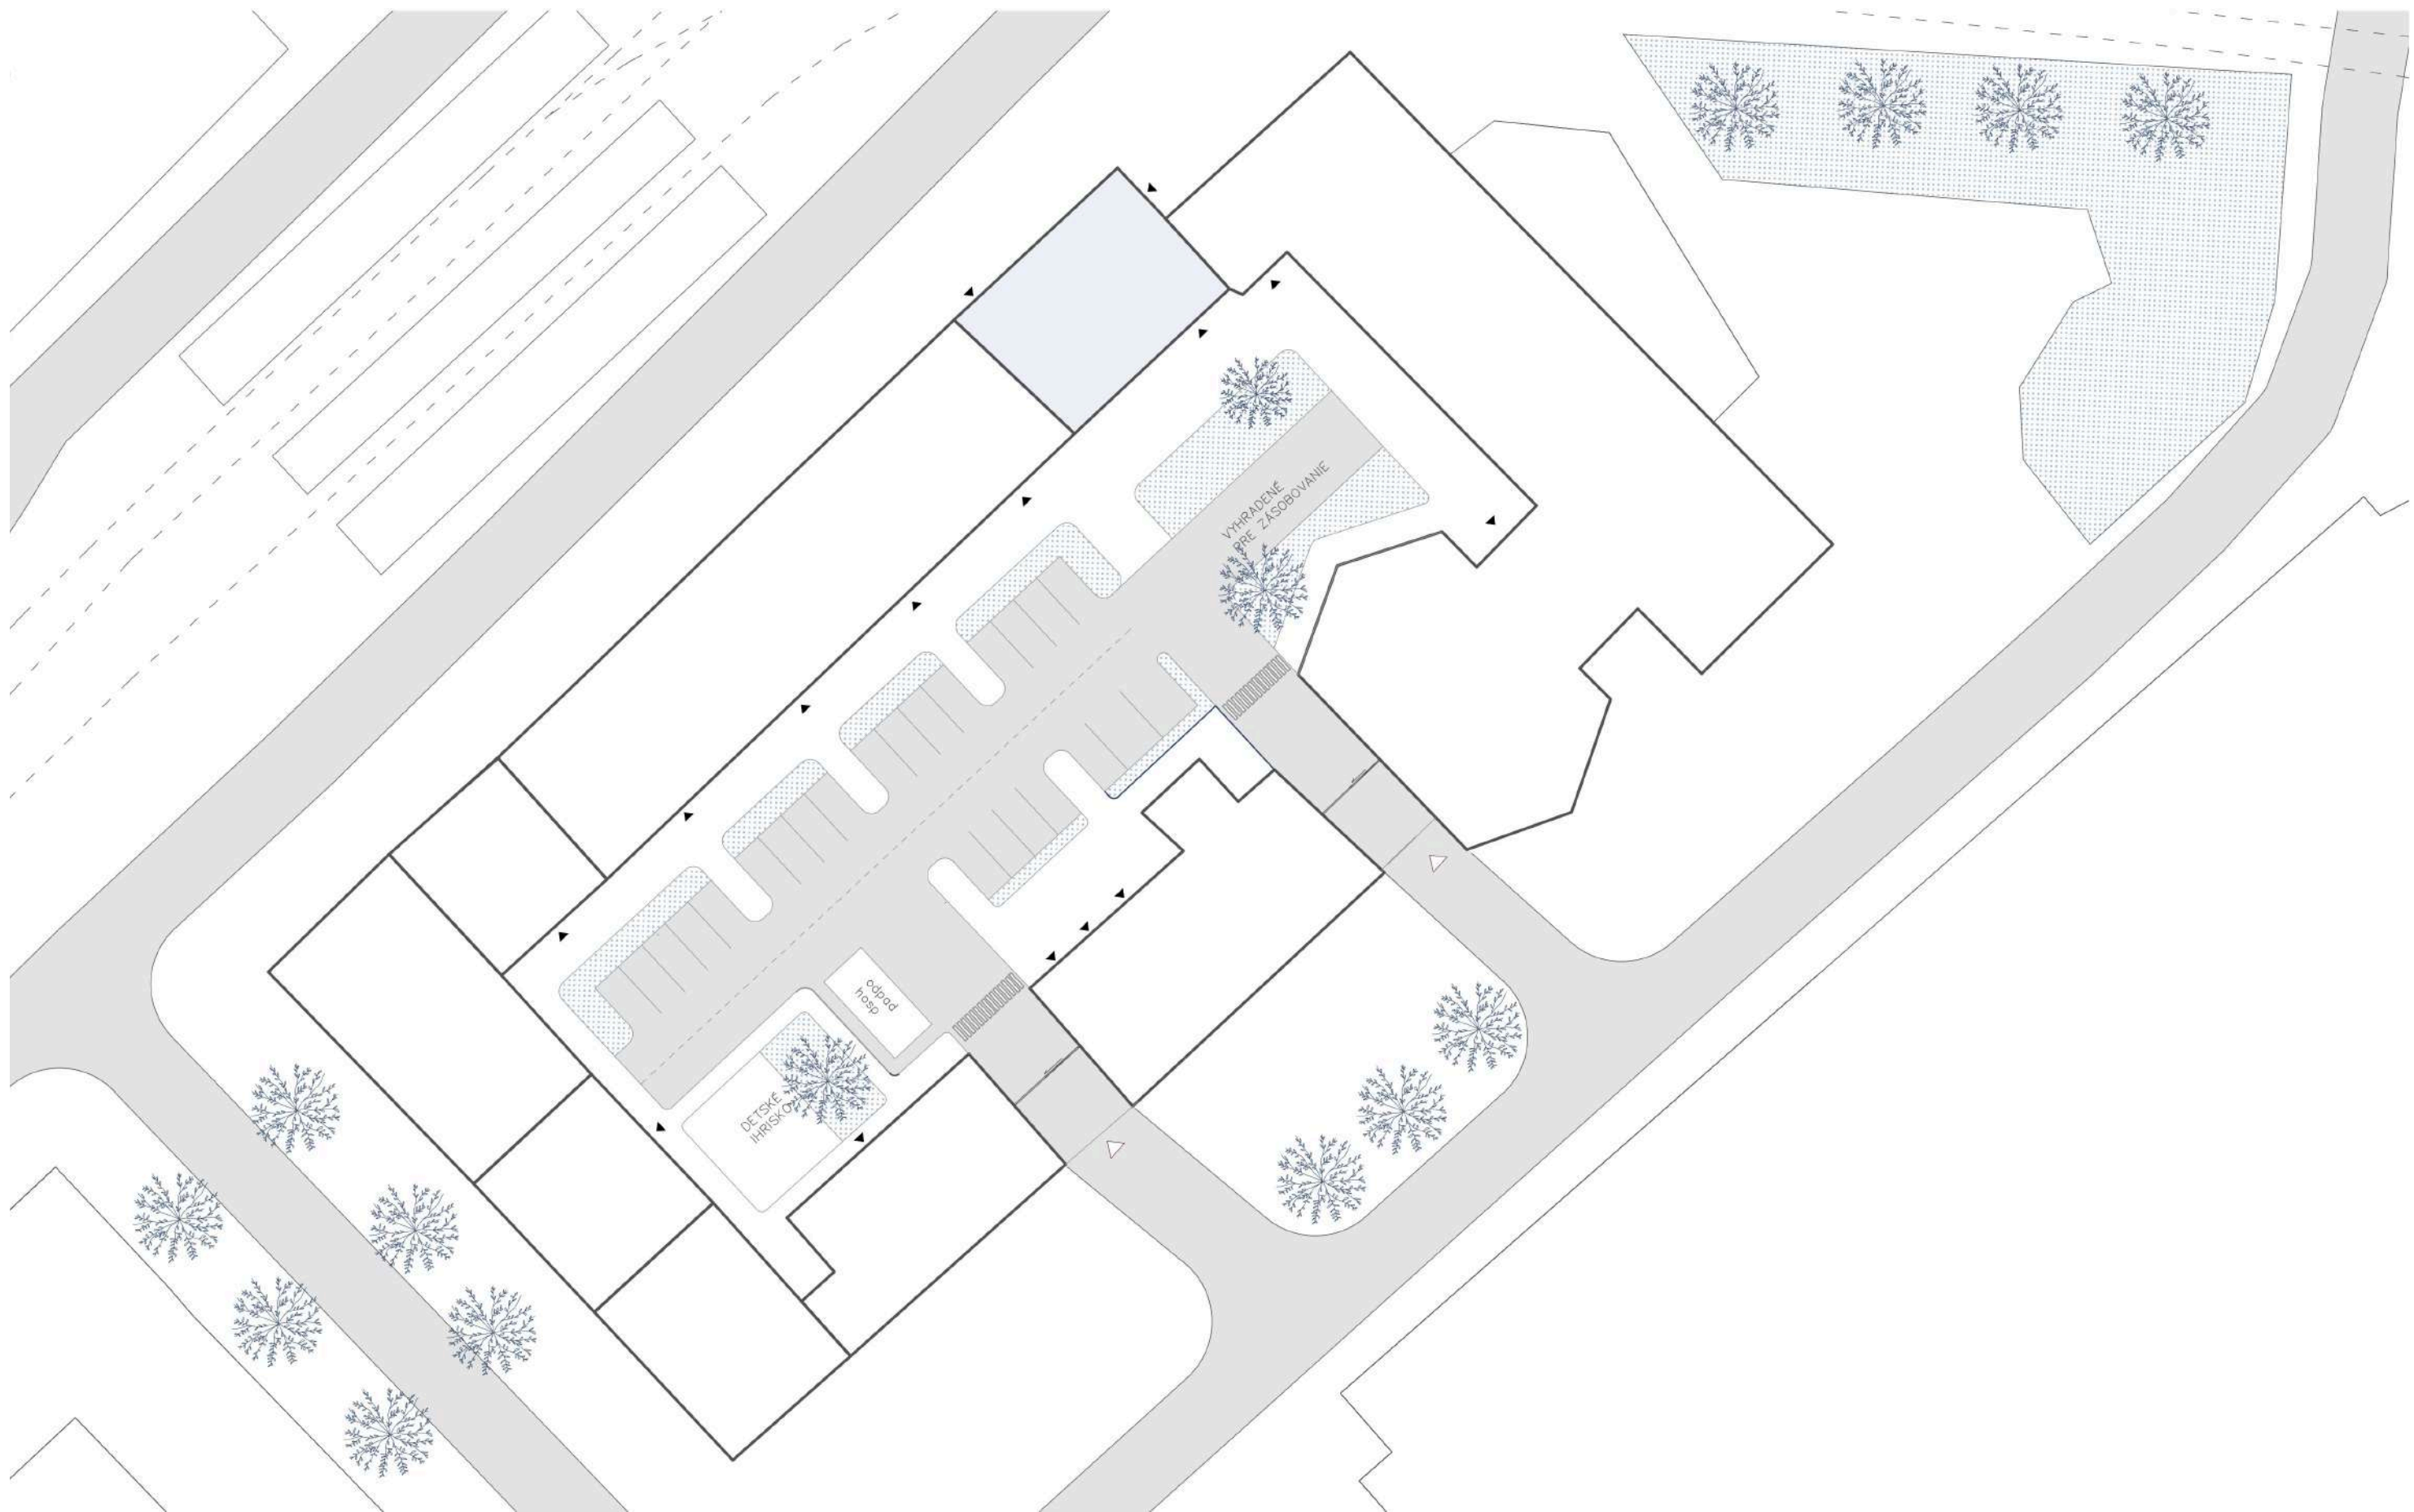 VYHRADENÉ
PRE ZÁSOBOVANIE
odpad
hosp
DETSKÉ
IHRISKO